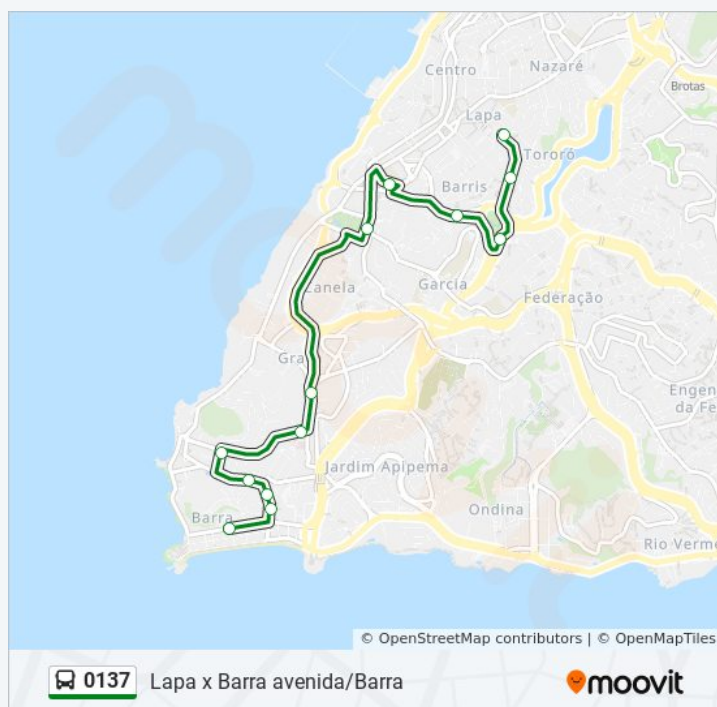 Centro
Nazaré
Brotas
Lapa
Tororó
Barris
Garcia
Canela
Federação
Gra
Engen
da Fe
Jardim Apipema
Ondina
Barra
Rio Verme
© OpenStreetMap contributors | © OpenMapTiles
0137 Lapa x Barra avenida/Barra
moovit